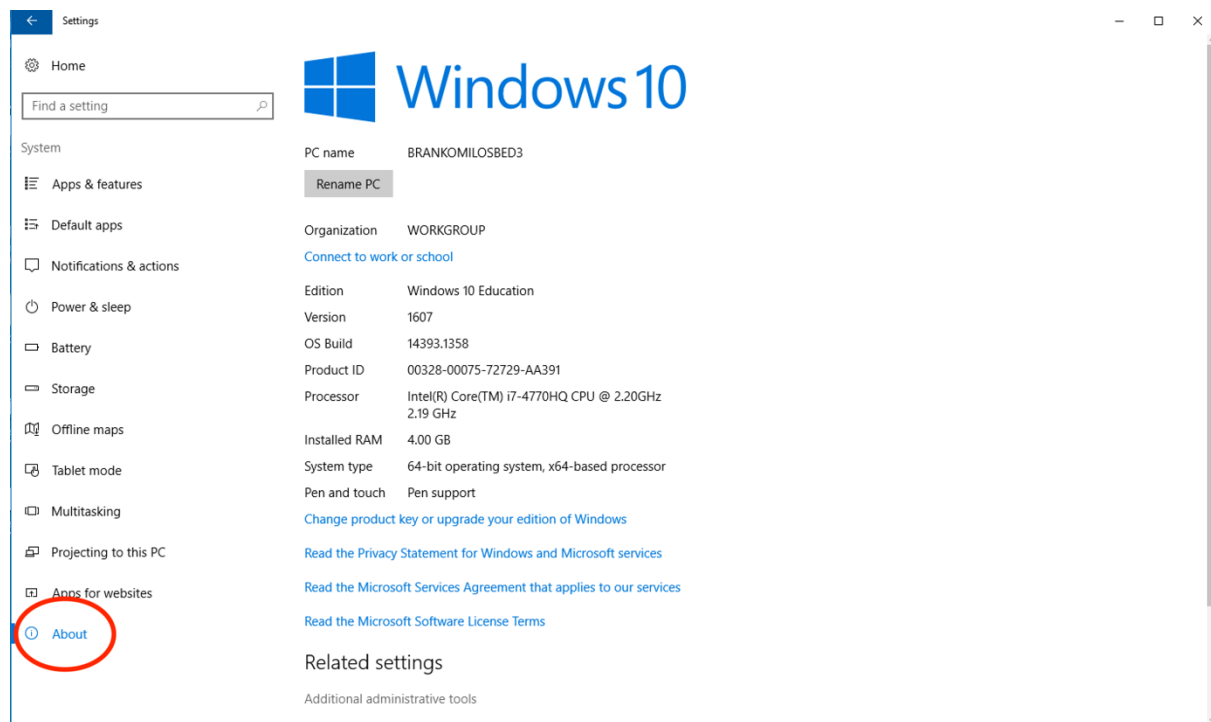 Settings
Home
Find a setting
System
Apps & features
Default apps
Notifications & actions
Power & sleep
Battery
Storage
Offline maps
Tablet mode
Multitasking
Projecting to this PC
Apps for websites
About
Windows 10
PC name BRANKOMILOSBED3
Rename PC
Organization WORKGROUP
Connect to work or school
Edition Windows 10 Education
Version 1607
OS Build 14393.1358
Product ID 00328-00075-72729-AA391
Processor Intel(R) Core(TM) i7-4770HQ CPU @ 2.20GHz
2.19 GHz
Installed RAM 4.00 GB
System type 64-bit operating system, x64-based processor
Pen and touch Pen support
Change product key or upgrade your edition of Windows
Read the Privacy Statement for Windows and Microsoft services
Read the Microsoft Services Agreement that applies to our services
Read the Microsoft Software License Terms
Related settings
Additional administrative tools